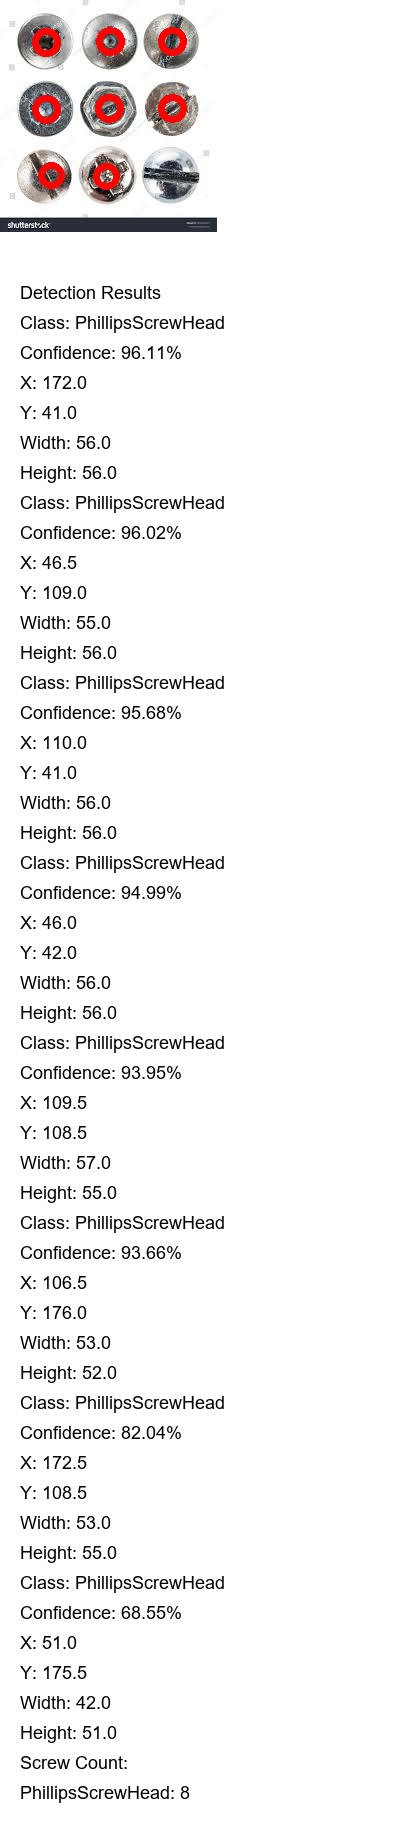 shutterstock
Detection Results
Class: PhillipsScrewHead
Confidence: 96.11%
X: 172.0
Y: 41.0
Width: 56.0
Height: 56.0
Class: PhillipsScrewHead
Confidence: 96.02%
X: 46.5
Y: 109.0
Width: 55.0
Height: 56.0
Class: PhillipsScrewHead
Confidence: 95.68%
X: 110.0
Y: 41.0
Width: 56.0
Height: 56.0
Class: PhillipsScrewHead
Confidence: 94.99%
X: 46.0
Y: 42.0
Width: 56.0
Height: 56.0
Class: PhillipsScrewHead
Confidence: 93.95%
X: 109.5
Y: 108.5
Width: 57.0
Height: 55.0
Class: PhillipsScrewHead
Confidence: 93.66%
X: 106.5
Y: 176.0
Width: 53.0
Height: 52.0
Class: PhillipsScrewHead
Confidence: 82.04%
X: 172.5
Y: 108.5
Width: 53.0
Height: 55.0
Class: PhillipsScrewHead
Confidence: 68.55%
X: 51.0
Y: 175.5
Width: 42.0
Height: 51.0
Screw Count:
PhillipsScrewHead: 8